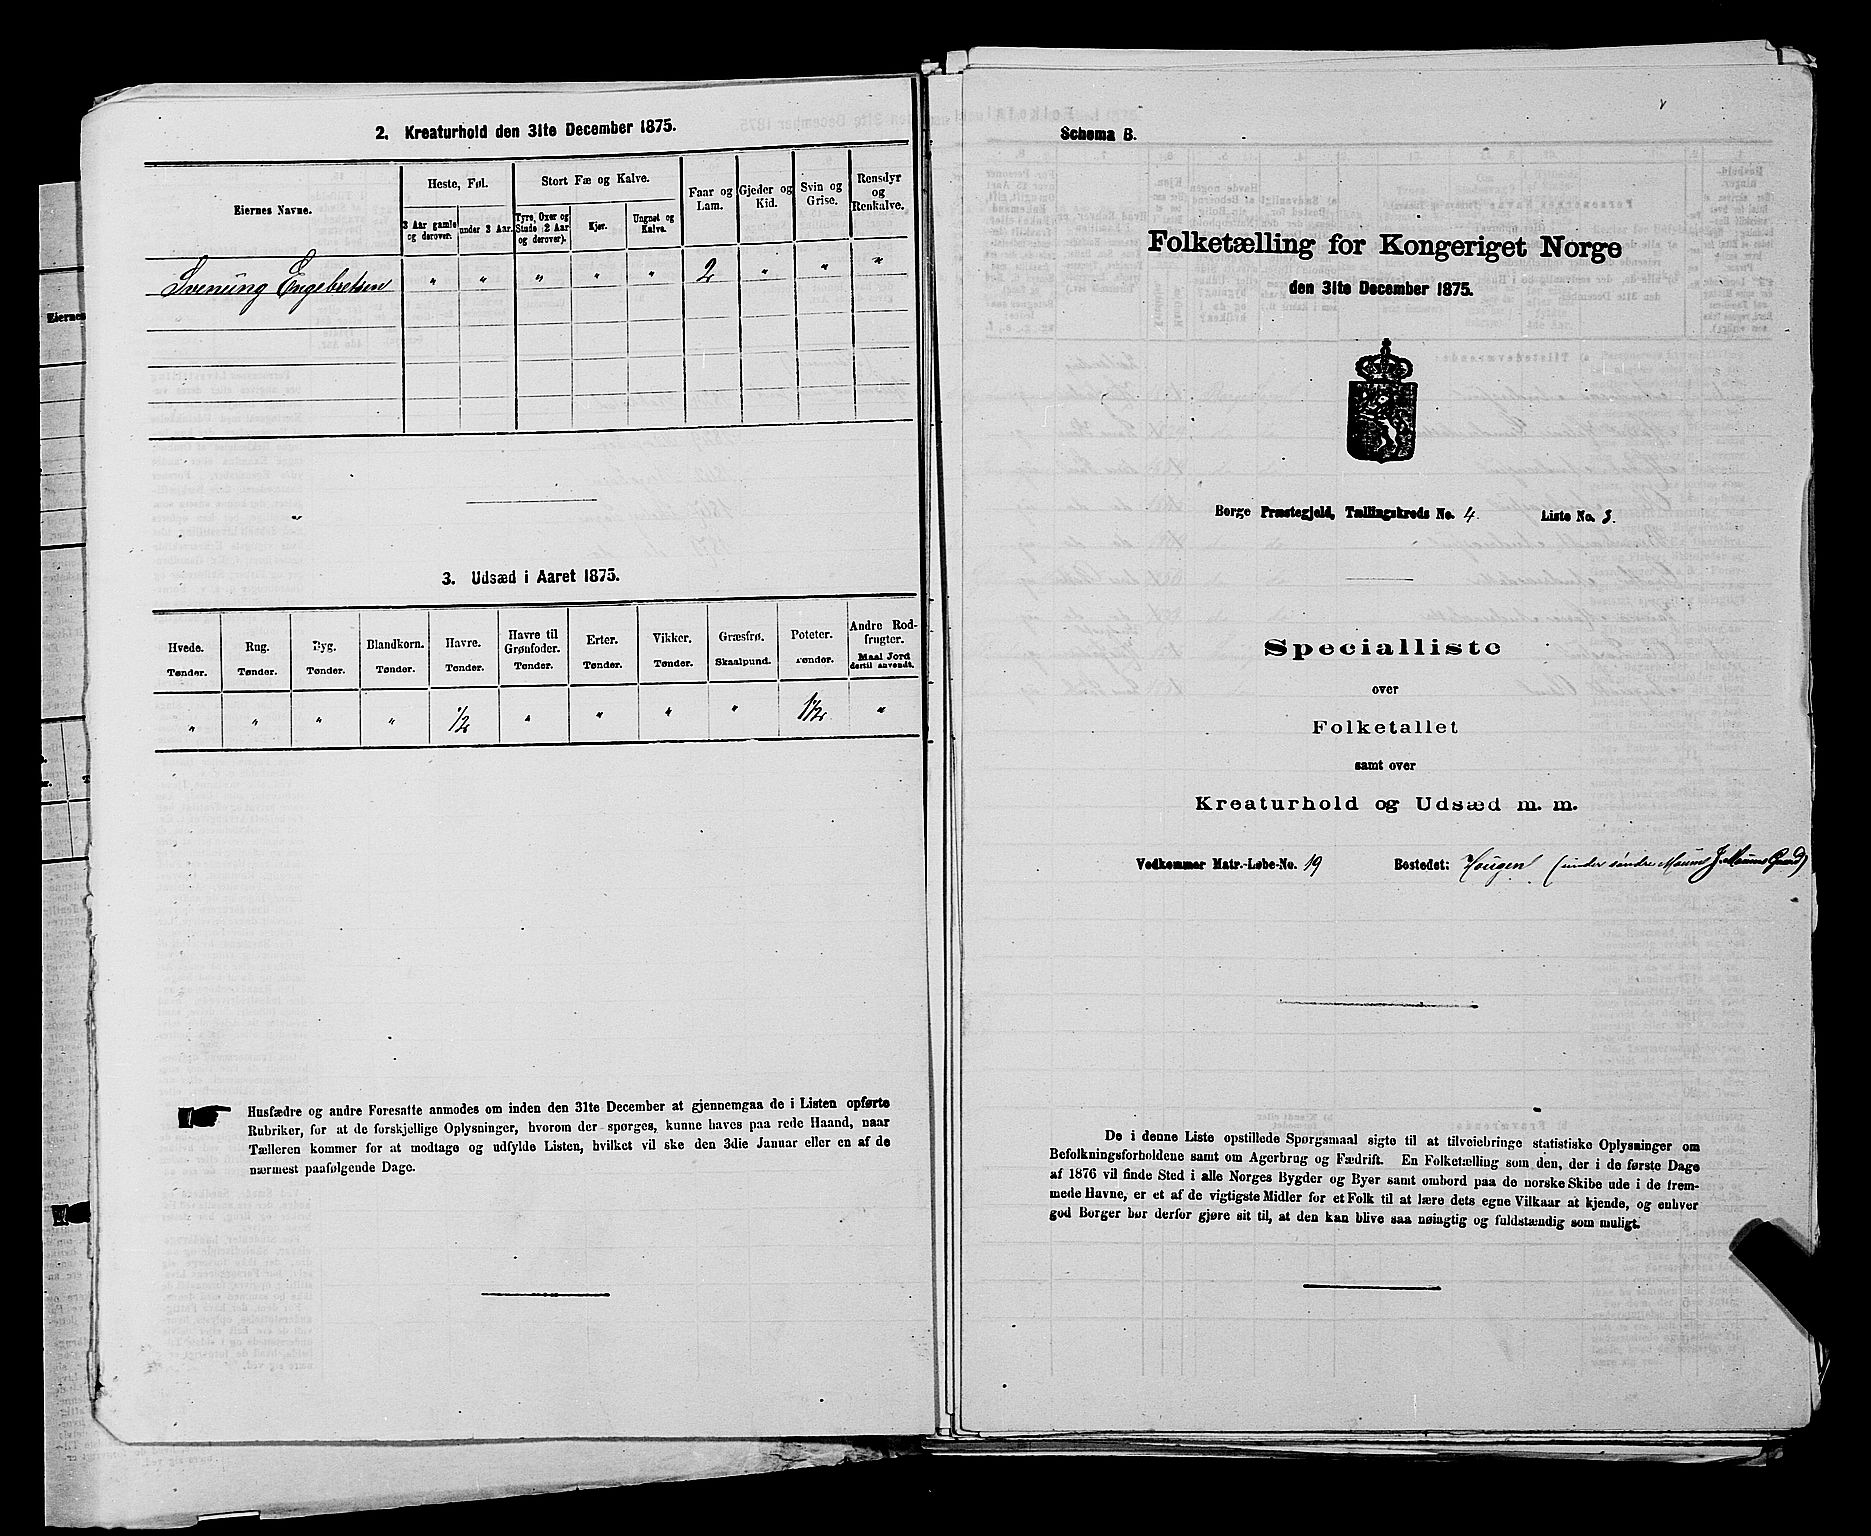 2. Kreaturhold den 31te December 1875.
Eiernes Navne.
Heste, Føl.
Stort Fæ og Kalve.
Faar og Lam.
Gjeder og Kid.
Svin og Grise.
Rensdyr og Renkalve.
3 Aar gamle og derover.
under 3 Aar.
Tyre, Oxer og Stude (2 Aar og derover).
Kjør.
Ungnøt og Kalve.
Svenung Engebretsen " " " " " 2 " " "
"
3. Udsæd i Aaret 1875.
Hvede. Rug. Byg. Blandkorn. Havre. Havre til Grønfoder. Erter. Vikker. Græsfrø. Poteter. Andre Rodfrugter.
Tønder. Tønder. Tønder. Tønder. Tønder. Tønder. Tønder. Tønder. Skaalpund. Tønder. Maal Jord dertil anvendt.
" " " " 1/2 " " " " 1 1/2 "
Husfædre og andre Foresatte anmodes om inden den 31te December at gjennemgaa de i Listen opførte
Rubriker, for at de forskjellige Oplysninger, hvorom der spørges, kunne haves paa rede Haand, naar
Tælleren kommer for at modtage og udfylde Listen, hvilket vil ske den 3die Januar eller en af de
nærmest paafølgende Dage.
Schema B.
Folketælling for Kongeriget Norge
den 31te December 1875.
Borge Præstegjeld, Tællingskreds No. 4. Liste No. 3.
Specialliste
over
Folketallet
samt over
Kreaturhold og Udsæd m. m.
Vedkommer Matr.-Løbe-No. 19 Bostedet: Hougen (under søndre Maum J. Maums Grund)
De i denne Liste opstillede Spørgsmaal sigte til at tilveiebringe statistiske Oplysninger om
Befolkningsforholdene samt om Agerbrug og Fædrift. En Folketælling som den, der i de første Dage
af 1876 vil finde Sted i alle Norges Bygder og Byer samt ombord paa de norske Skibe ude i de frem-
mede Havne, er et af de vigtigste Midler for et Folk til at lære dets egne Vilkaar at kjende, og enhver
god Borger bør derfor gjøre sit til, at den kan blive saa nøiagtig og fuldstændig som muligt.